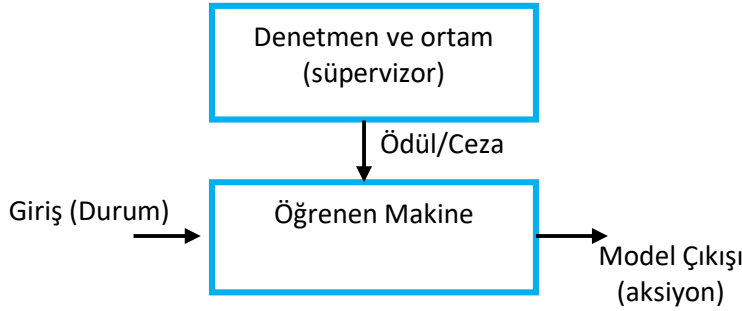 Denetmen ve ortam
(süpervizor)
Ödül/Ceza
Giriş (Durum)
Öğrenen Makine
Model Çıkışı
(aksiyon)